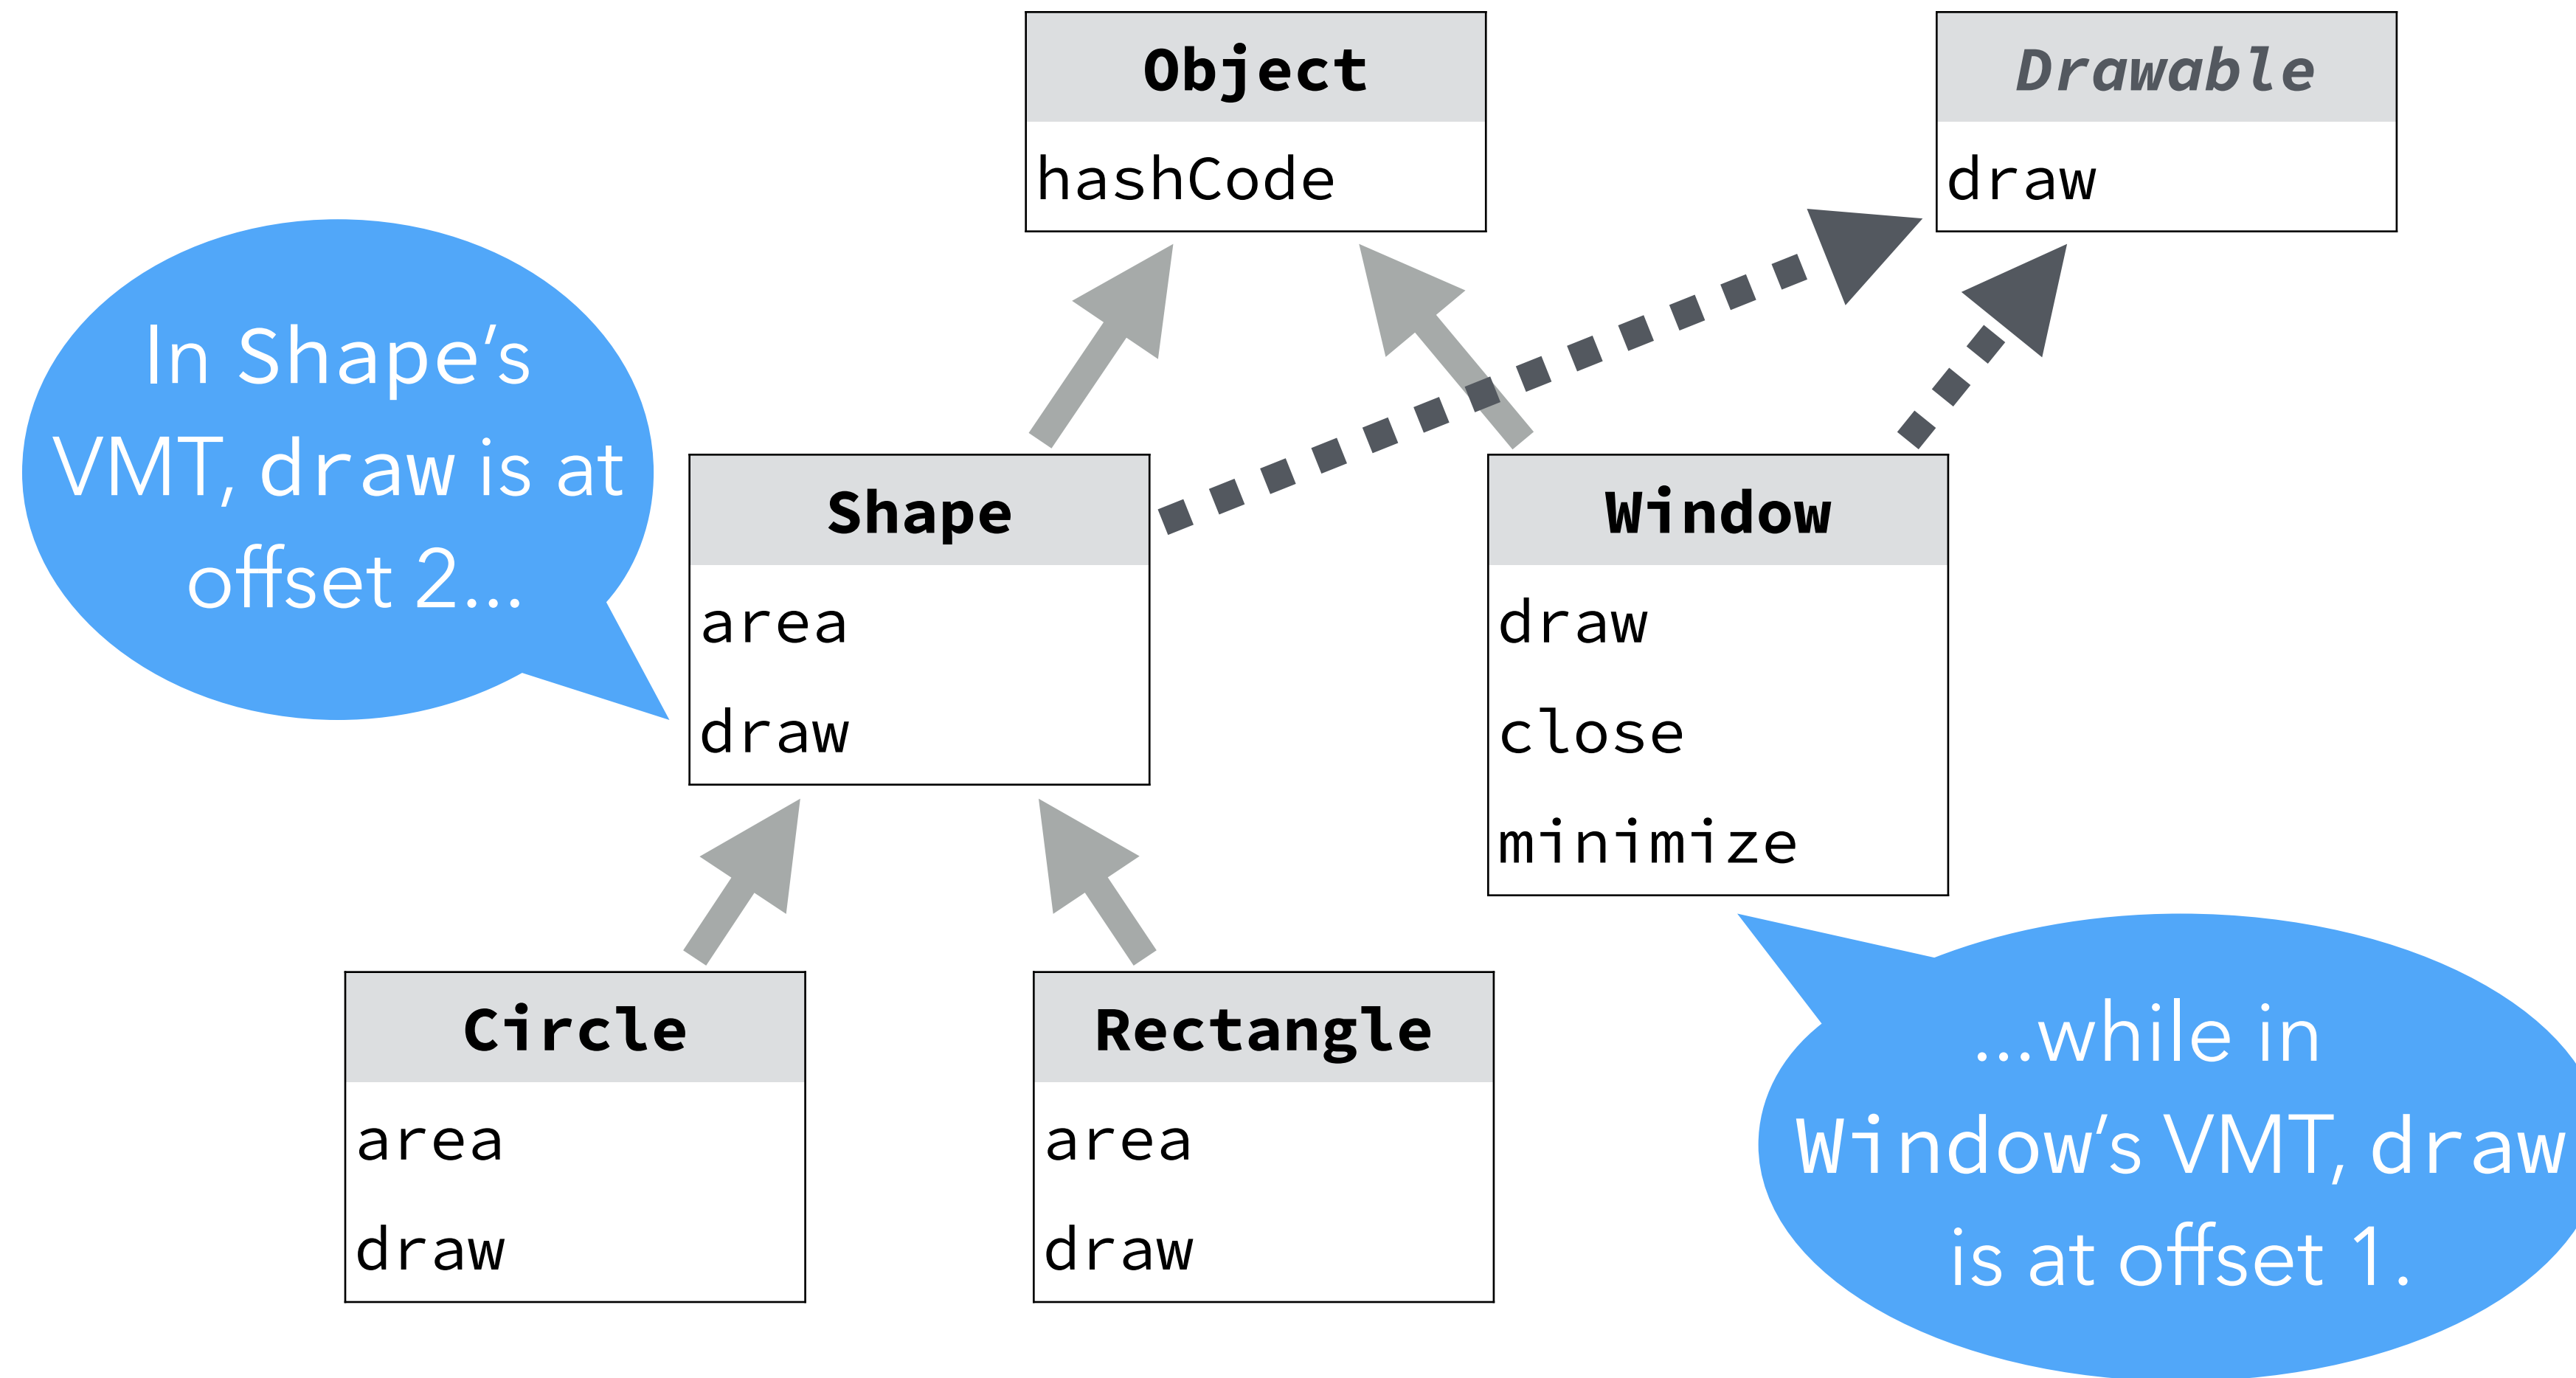 Object
hashCode
Drawable
draw
In Shape’s
VMT, draw is at
offset 2...
Shape
area
draw
Window
draw
close
minimize
Circle
area
draw
Rectangle
area
draw
...while in
Window’s VMT, draw
is at offset 1.